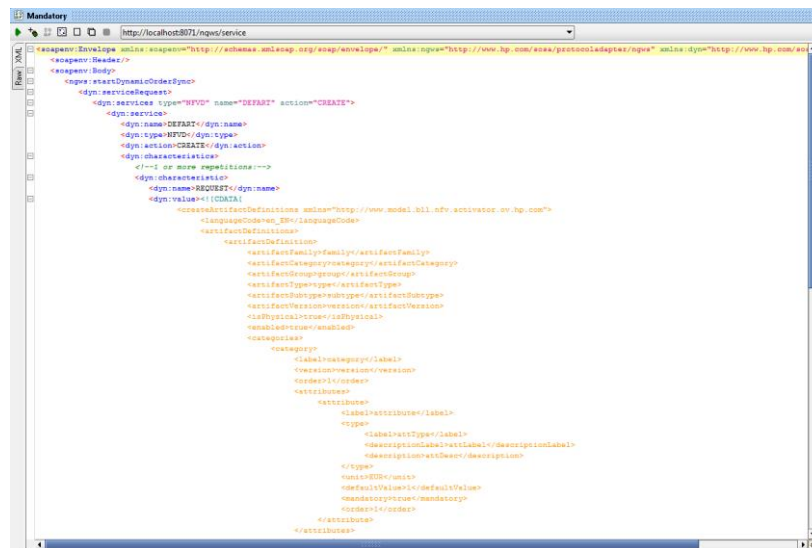 Mandatory
http://localhost:8071/nqws/service
XML
Raw
<soapenv:Envelope xmlns:soapenv="http://schemas.xmlsoap.org/soap/envelope/" xmlns:ngws="http://www.hp.com/sosa/protocoladapter/ngws" xmlns:dyn="http://www.hp.com/sos
<soapenv:Header/>
<soapenv:Body>
<ngws:startDynamicOrderSync>
<dyn:serviceRequest>
<dyn:services type="NFVD" name="DEFART" action="CREATE">
<dyn:service>
<dyn:name>DEFART</dyn:name>
<dyn:type>NFVD</dyn:type>
<dyn:action>CREATE</dyn:action>
<dyn:characteristics>
<!--1 or more repetitions:-->
<dyn:characteristic>
<dyn:name>REQUEST</dyn:name>
<dyn:value><![CDATA[
<createArtifactDefinitions xmlns="http://www.model.bll.nfv.activator.ov.hp.com">
<languageCode>en_EN</languageCode>
<artifactDefinitions>
<artifactDefinition>
<artifactFamily>family</artifactFamily>
<artifactCategory>category</artifactCategory>
<artifactGroup>group</artifactGroup>
<artifactType>type</artifactType>
<artifactSubtype>subtype</artifactSubtype>
<artifactVersion>version</artifactVersion>
<isPhysical>true</isPhysical>
<enabled>true</enabled>
<categories>
<category>
<label>category</label>
<version>version</version>
<order>1</order>
<attributes>
<attribute>
<label>attribute</label>
<type>
<label>attType</label>
<descriptionLabel>attLabel</descriptionLabel>
<description>attDesc</description>
</type>
<unit>EUR</unit>
<defaultValue>1</defaultValue>
<mandatory>true</mandatory>
<order>1</order>
</attribute>
</attributes>